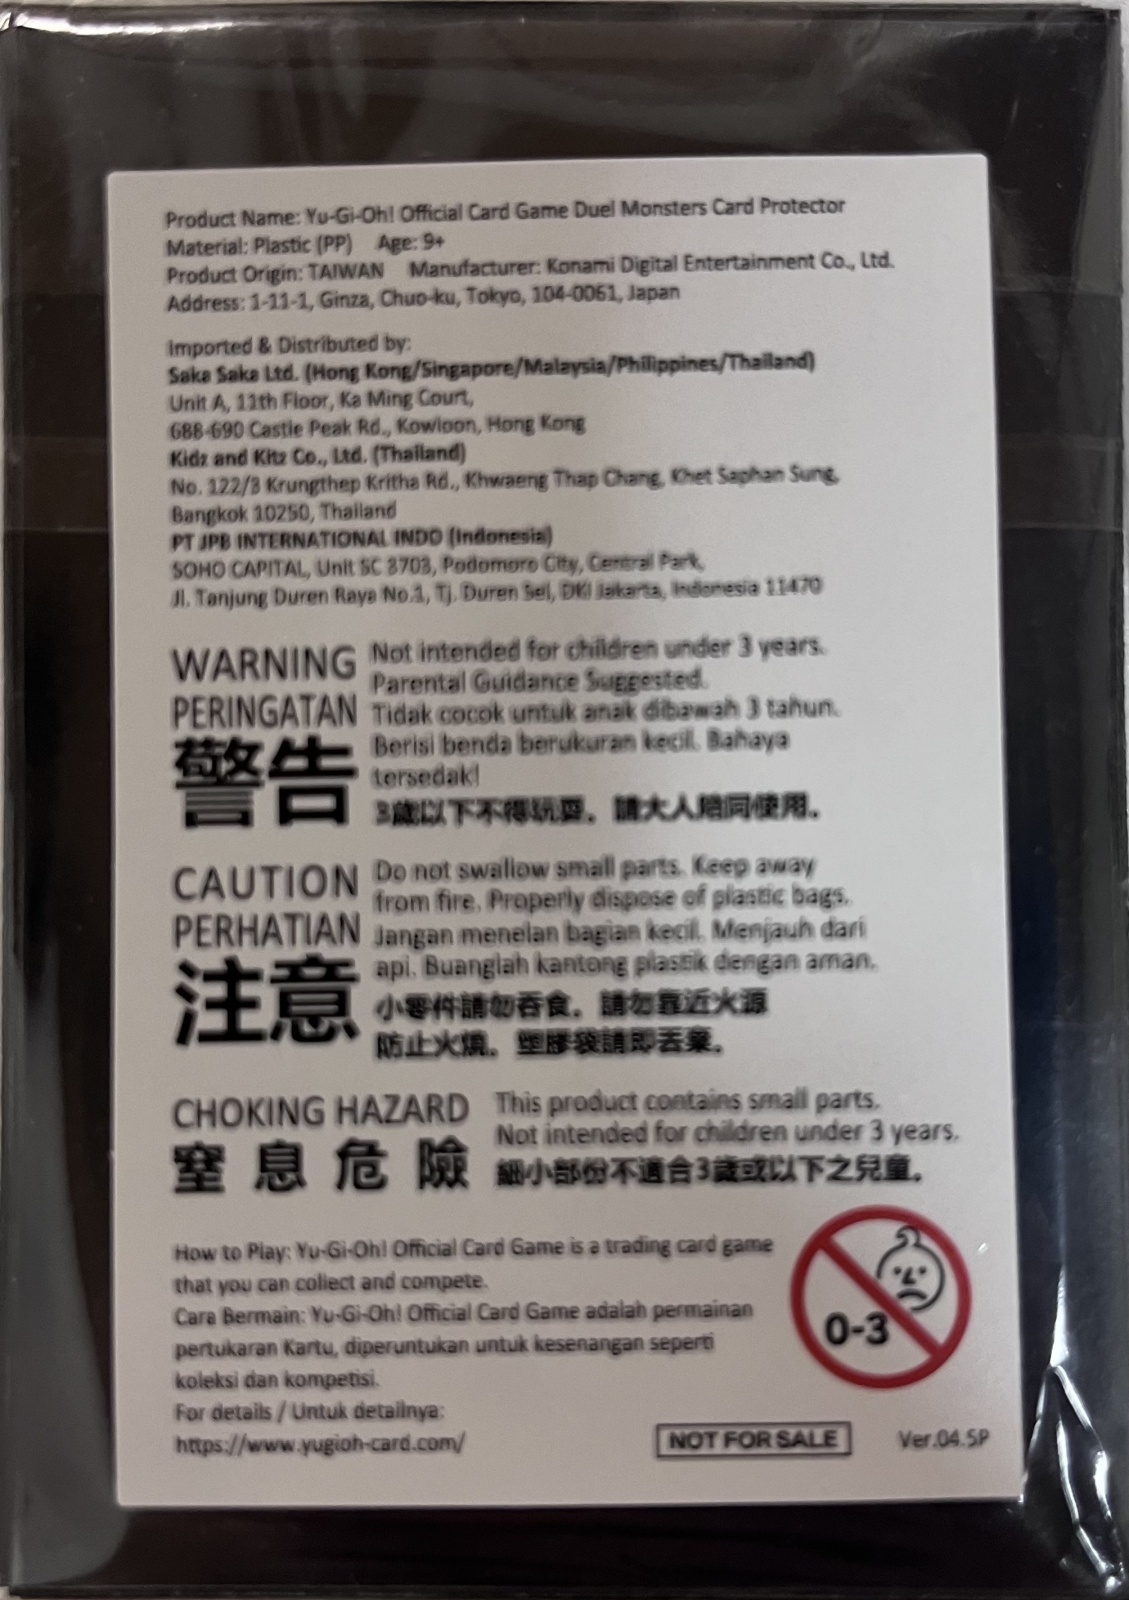 Product Name: Yu-Gi-Oh! Official Card Game Duel Monsters Card Protector
Material: Plastic (PP) Age: 9+
Product Origin: TAIWAN Manufacturer: Konami Digital Entertainment Co., Ltd.
Address: 1-11-1, Ginza, Chuo-ku, Tokyo, 104-0061, Japan
Imported & Distributed by:
Saka Saka Ltd. (Hong Kong/Singapore/Malaysia/Philippines/Thailand)
Unit A, 11th Floor, Ka Ming Court,
688-690 Castle Peak Rd., Kowloon, Hong Kong
Kidz and Kitz Co., Ltd. (Thailand)
No. 122/3 Krungthep Kritha Rd., Khwaeng Thap Chang, Khet Saphan Sung,
Bangkok 10250, Thailand
PT JPB INTERNATIONAL INDO (Indonesia)
SOHO CAPITAL, Unit SC 3703, Podomoro City, Central Park,
Jl. Tanjung Duren Raya No.1, Tj. Duren Sel, DKI Jakarta, Indonesia 11470
WARNING
PERINGATAN
警告
Not intended for children under 3 years.
Parental Guidance Suggested.
Tidak cocok untuk anak dibawah 3 tahun.
Berisi benda berukuran kecil. Bahaya
tersedak!
3歲以下不得玩耍。請大人陪同使用。
CAUTION
PERHATIAN
注意
Do not swallow small parts. Keep away
from fire. Properly dispose of plastic bags.
Jangan menelan bagian kecil. Menjauh dari
api. Buanglah kantong plastik dengan aman.
小零件請勿吞食。請勿靠近火源
防止火燒。塑膠袋請即丟棄。
CHOKING HAZARD
窒息危險
This product contains small parts.
Not intended for children under 3 years.
細小部份不適合3歲或以下之兒童。
How to Play: Yu-Gi-Oh! Official Card Game is a trading card game
that you can collect and compete.
Cara Bermain: Yu-Gi-Oh! Official Card Game adalah permainan
pertukaran Kartu, diperuntukan untuk kesenangan seperti
koleksi dan kompetisi.
For details / Untuk detailnya:
https://www.yugioh-card.com/
0-3
NOT FOR SALE
Ver.04.SP